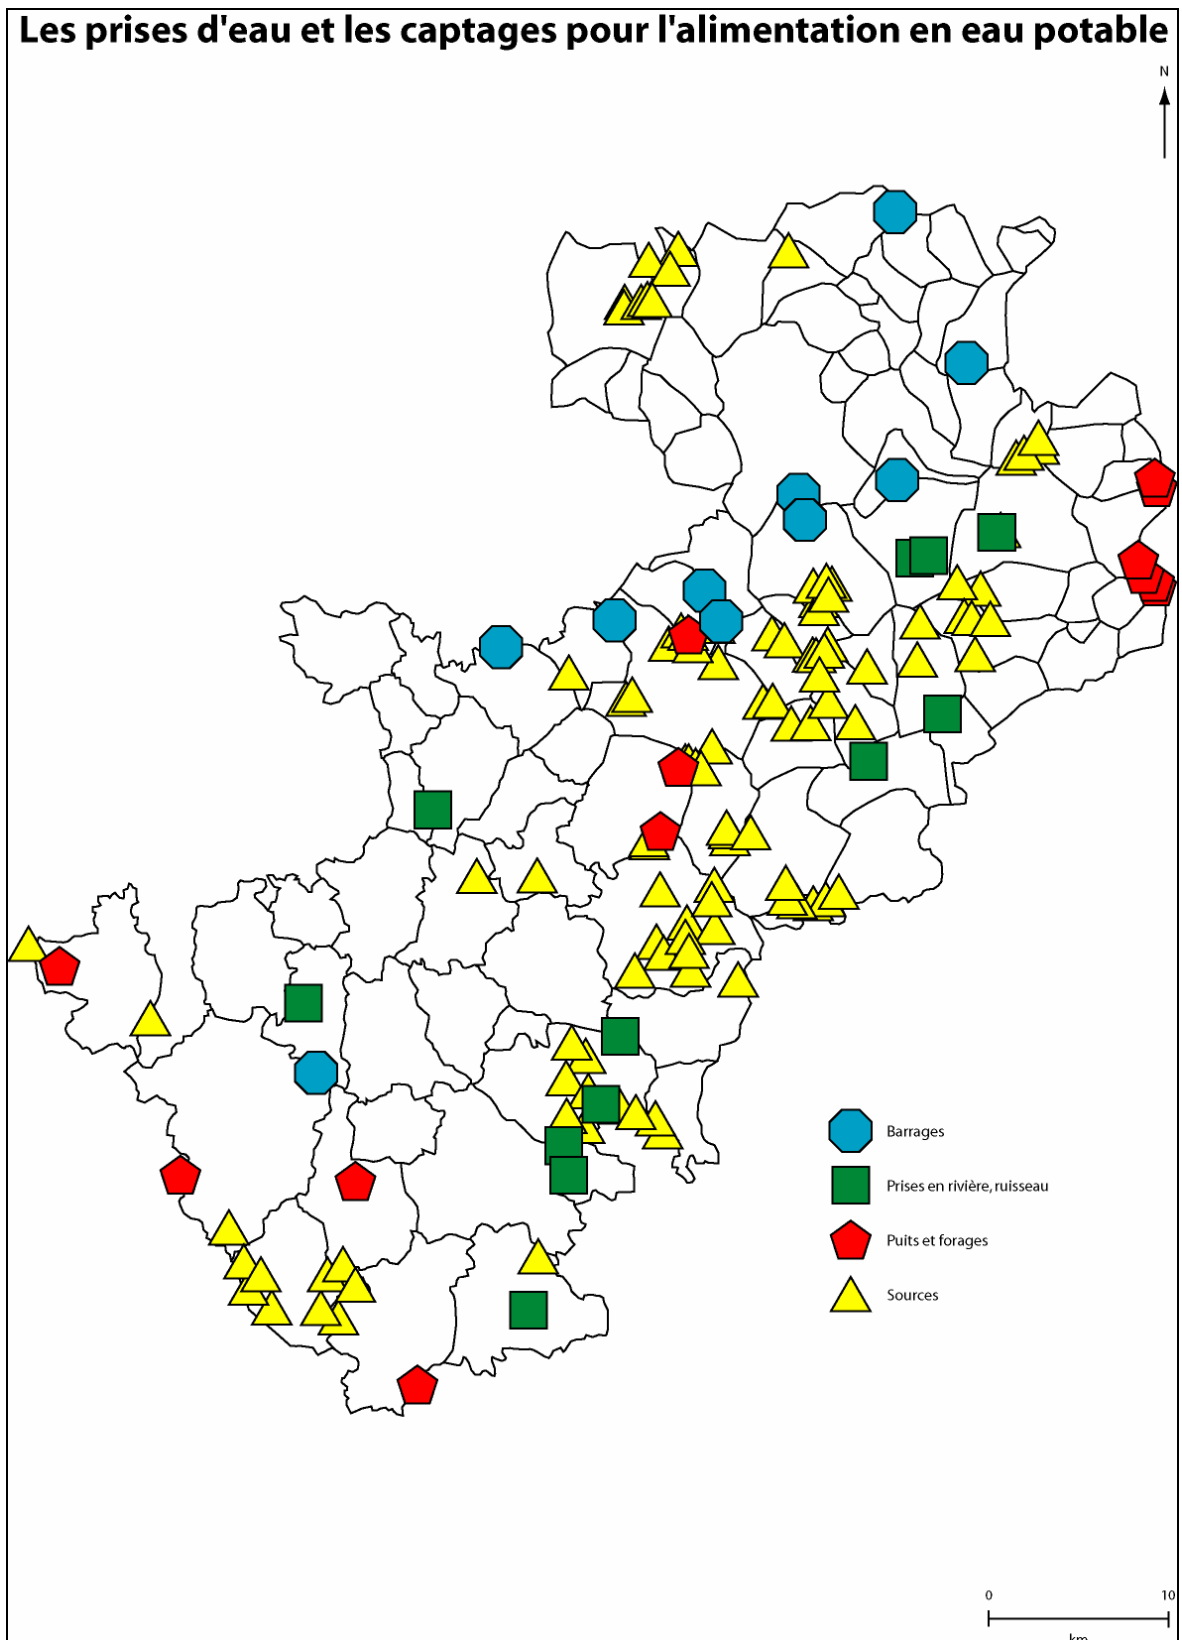 Les prises d'eau et les captages pour l'alimentation en eau potable
N
Barrages
Prises en rivière, ruisseau
Puits et forages
Sources
0 10
km